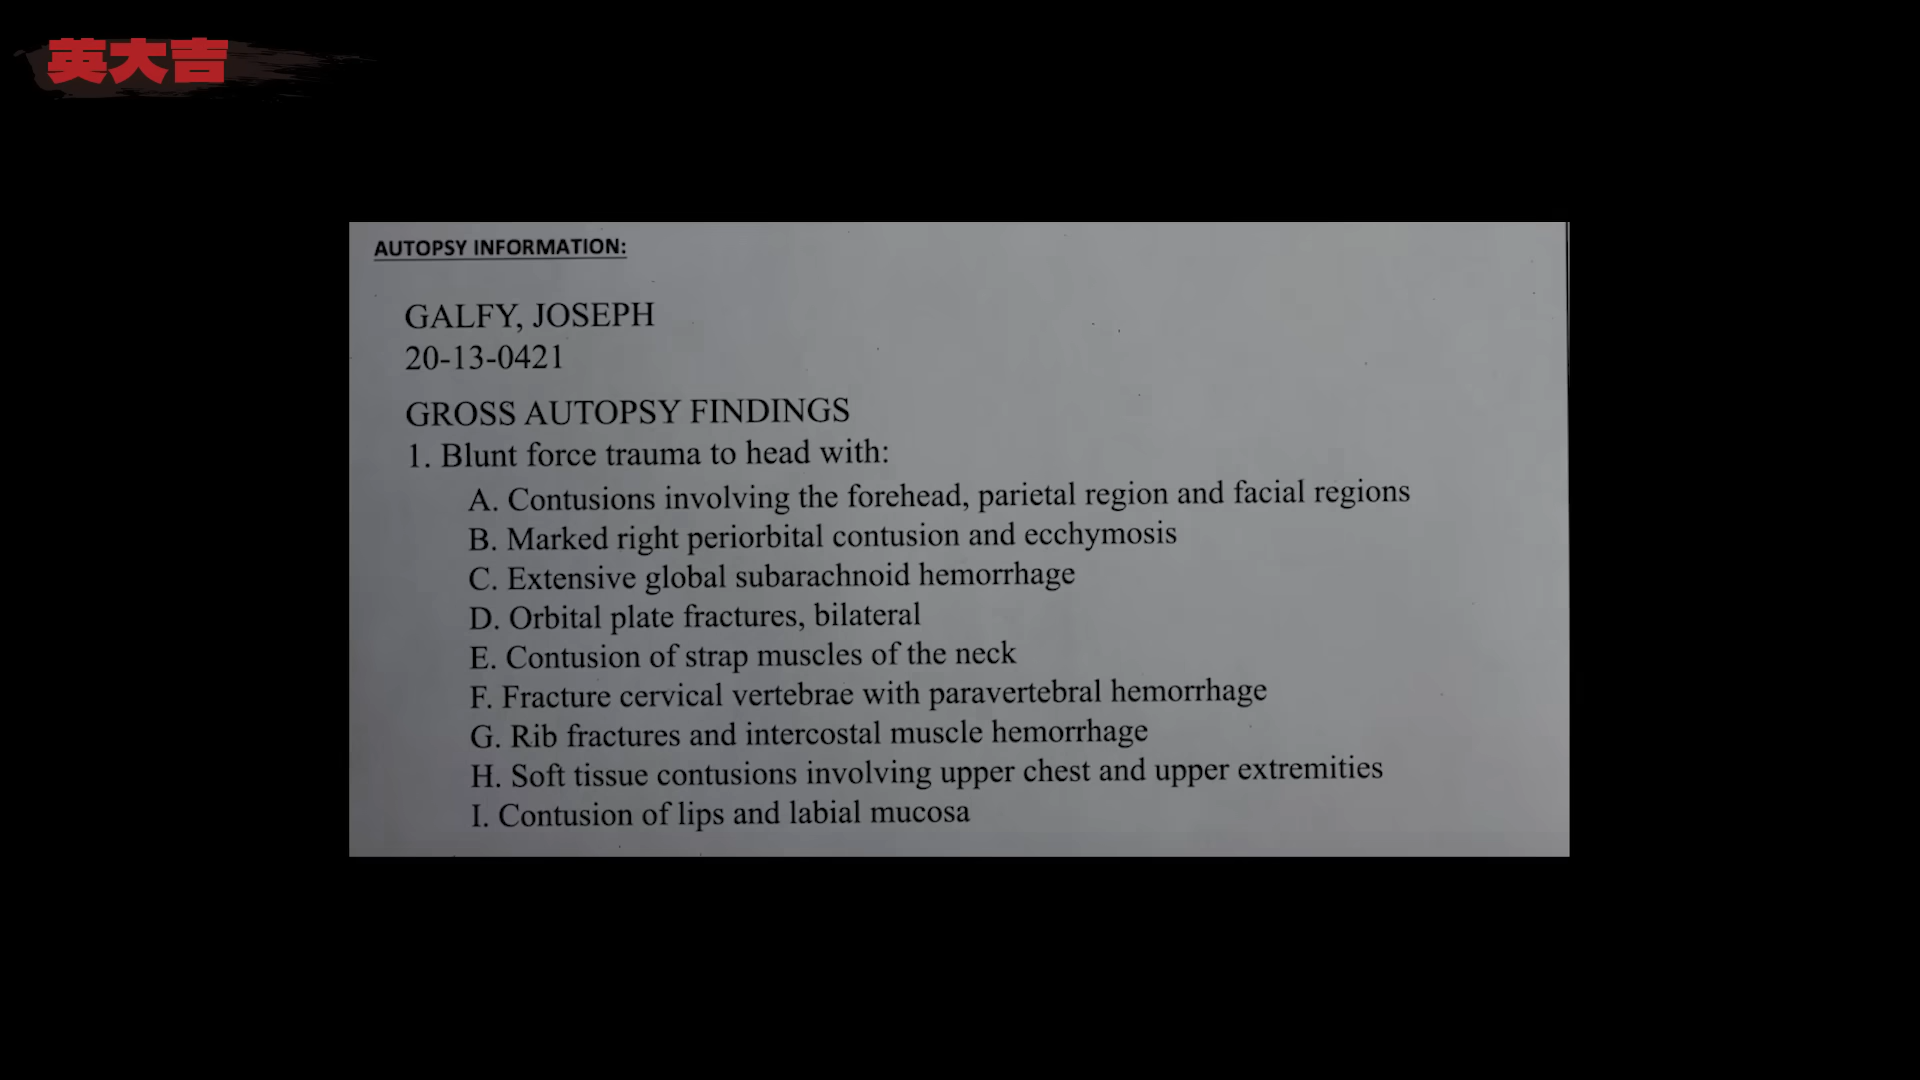 英大吉
AUTOPSY INFORMATION:
GALFY, JOSEPH
20-13-0421
GROSS AUTOPSY FINDINGS
1. Blunt force trauma to head with:
A. Contusions involving the forehead, parietal region and facial regions
B. Marked right periorbital contusion and ecchymosis
C. Extensive global subarachnoid hemorrhage
D. Orbital plate fractures, bilateral
E. Contusion of strap muscles of the neck
F. Fracture cervical vertebrae with paravertebral hemorrhage
G. Rib fractures and intercostal muscle hemorrhage
H. Soft tissue contusions involving upper chest and upper extremities
I. Contusion of lips and labial mucosa